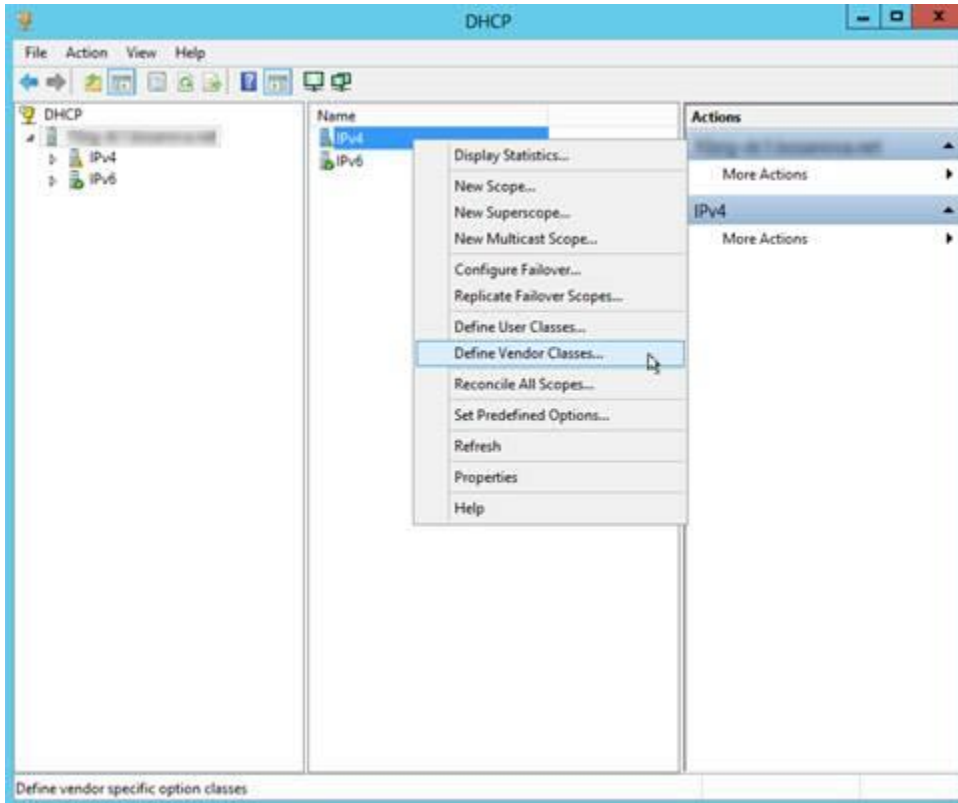 DHCP
File Action View Help
DHCP
IPv4
IPv6
Name
IPv4
IPv6
Display Statistics...
New Scope...
New Superscope...
New Multicast Scope...
Configure Failover...
Replicate Failover Scopes...
Define User Classes...
Define Vendor Classes...
Reconcile All Scopes...
Set Predefined Options...
Refresh
Properties
Help
Actions
More Actions
IPv4
More Actions
Define vendor specific option classes